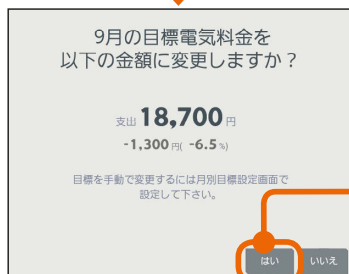 9月の目標電気料金を
以下の金額に変更しますか？
支出 18,700 円
-1,300 円( -6.5 %)
目標を手動で変更するには月別目標設定画面で
設定して下さい。
はい いいえ